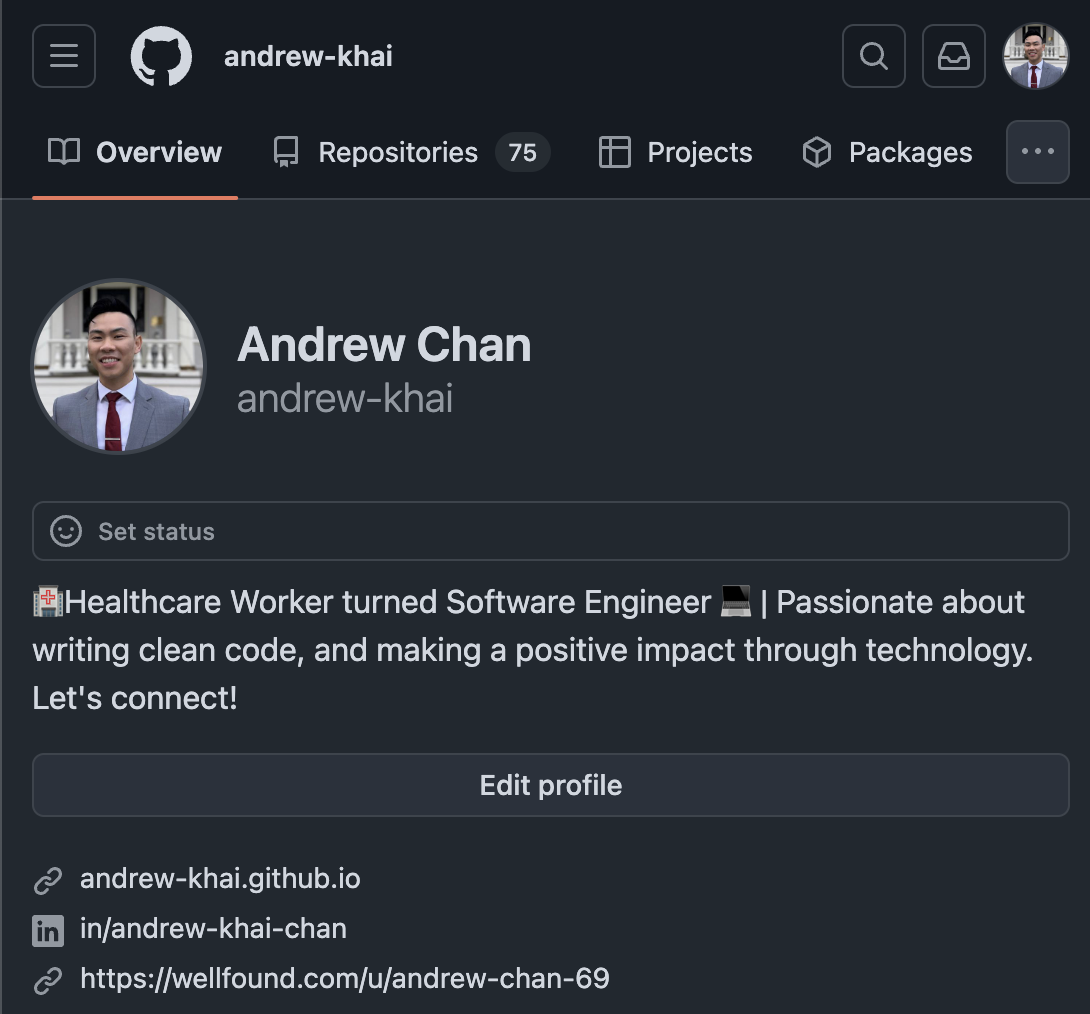 andrew-khai
Overview
Repositories 75
Projects
Packages
Andrew Chan
andrew-khai
Set status
🏥Healthcare Worker turned Software Engineer 💻 | Passionate about
writing clean code, and making a positive impact through technology.
Let's connect!
Edit profile
andrew-khai.github.io
in/andrew-khai-chan
https://wellfound.com/u/andrew-chan-69